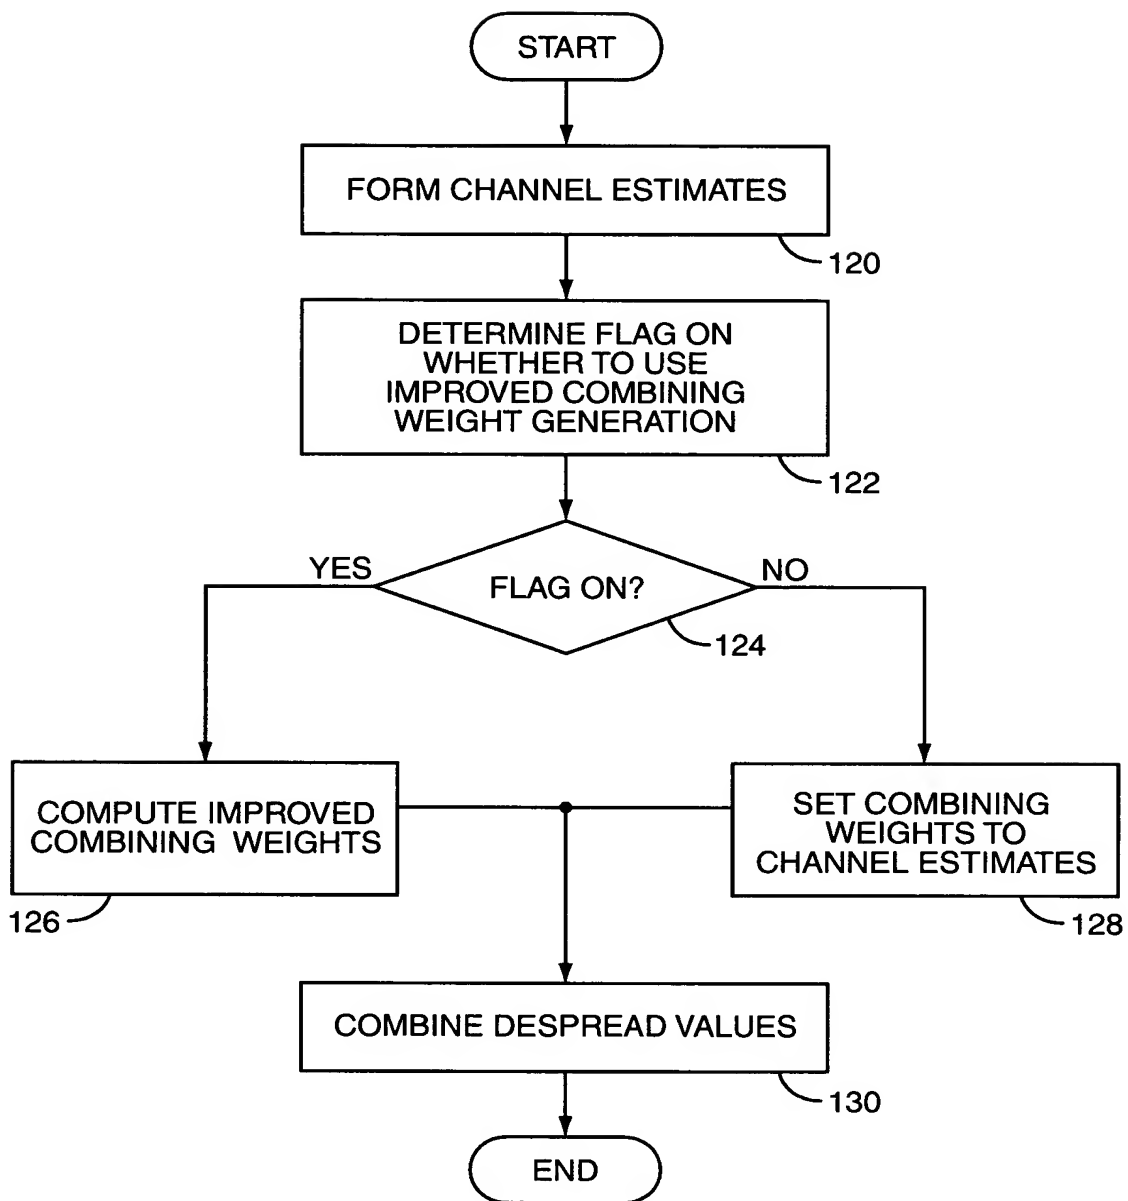 START
FORM CHANNEL ESTIMATES
120
DETERMINE FLAG ON
WHETHER TO USE
IMPROVED COMBINING
WEIGHT GENERATION
122
YES
FLAG ON?
NO
124
COMPUTE IMPROVED
COMBINING WEIGHTS
126
SET COMBINING
WEIGHTS TO
CHANNEL ESTIMATES
128
COMBINE DESPREAD VALUES
130
END